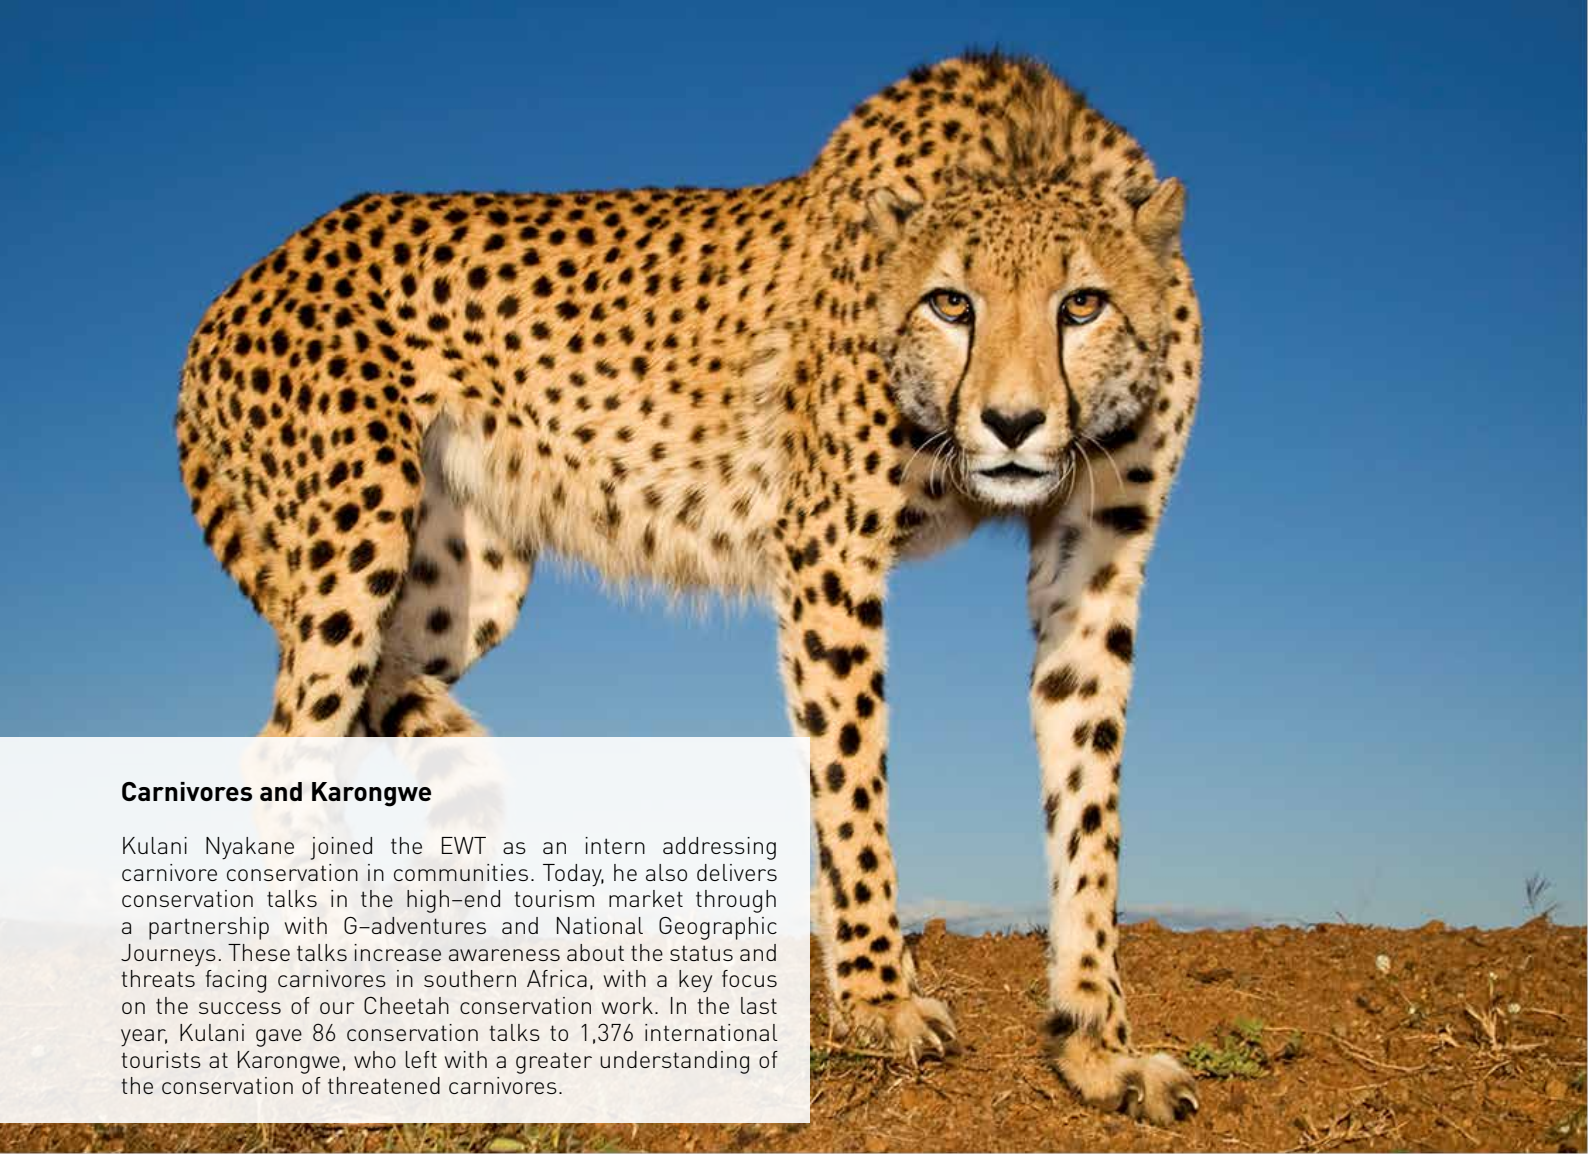 Carnivores and Karongwe
Kulani Nyakane joined the EWT as an intern addressing
carnivore conservation in communities. Today, he also delivers
conservation talks in the high–end tourism market through
a partnership with G–adventures and National Geographic
Journeys. These talks increase awareness about the status and
threats facing carnivores in southern Africa, with a key focus
on the success of our Cheetah conservation work. In the last
year, Kulani gave 86 conservation talks to 1,376 international
tourists at Karongwe, who left with a greater understanding of
the conservation of threatened carnivores.